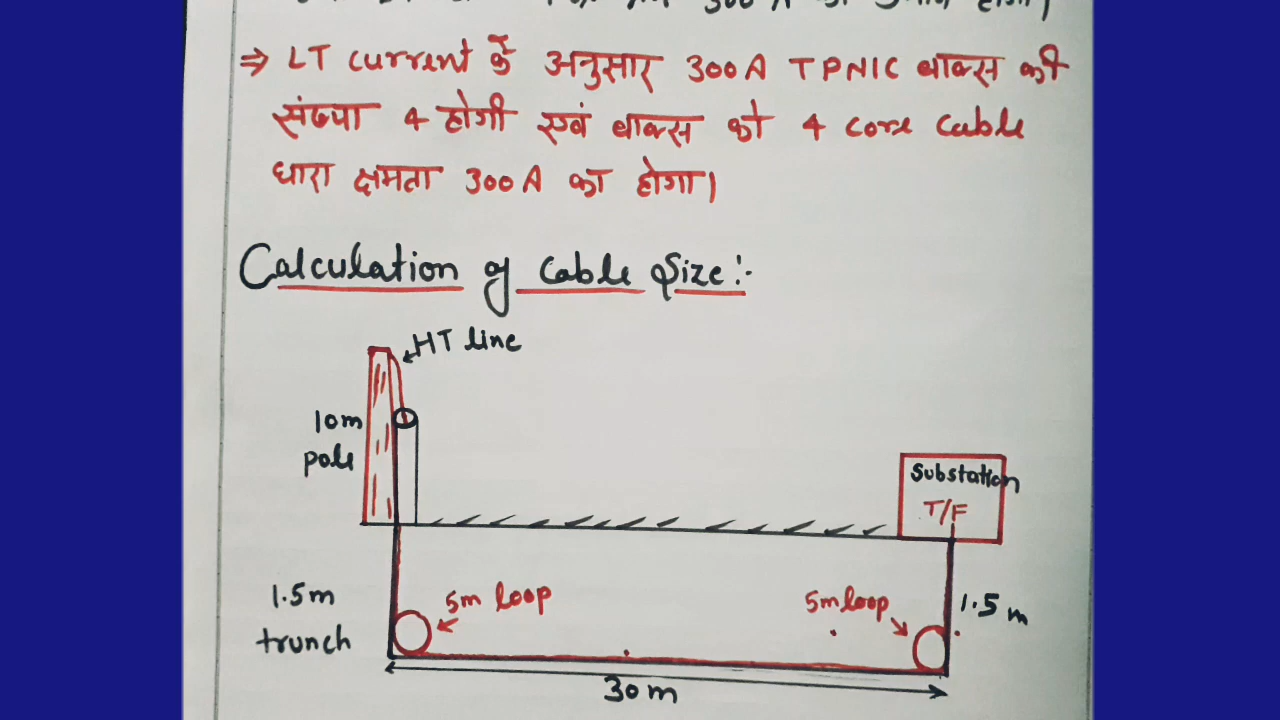 300 A का होगा।
⇒ LT current के अनुसार 300A TPNIC बाक्स की
संख्या 4 होगी एवं बाक्स को 4 core cable
धारा क्षमता 300A का होगा।
Calculation of Cable Size:-
HT line
10m
pole
Substation
T/F
1.5m
trunch
5m loop
5m loop
1.5 m
30 m